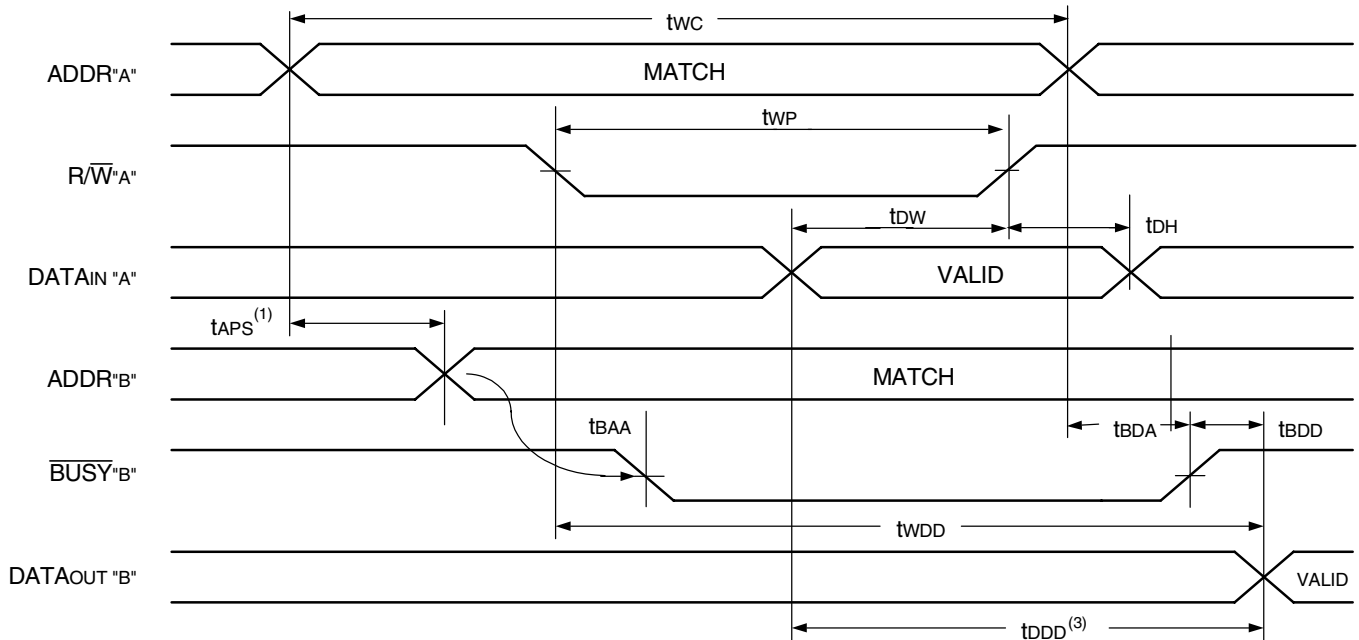 tWC
ADDR"A" MATCH
tWP
R/W̅"A"
tDW tDH
DATAIN "A" VALID
tAPS(1)
ADDR"B" MATCH
tBAA tBDA tBDD
B̅U̅S̅Y̅"B"
tWDD
DATAOUT "B" VALID
tDDD(3)